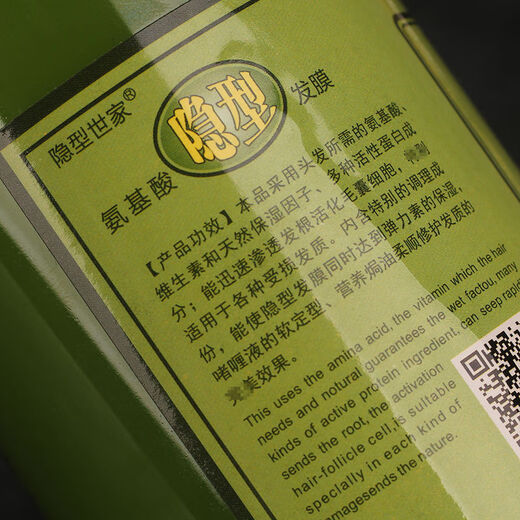 隐型世家®
氨基酸 隐型 发膜
【产品功效】本品采用头发所需的氨基酸、
维生素和天然保湿因子、多种活性蛋白成
分；能迅速渗透发根活化毛囊细胞，
适用于各种受扰发质。内含特别的调理成
份，能使隐型发膜同时达到弹力素的保湿，
啫喱液的软定型、营养焗油柔顺修护发质的
效果。
This uses the amina acid, the vitamin which the hair
needs and notural guarantees the wet factou, many
kinds of active protein ingredient, can seep rapid
sends the root, the activation
hair-follicle cell, is suitable
specially in each kind of
amagesends the nature.